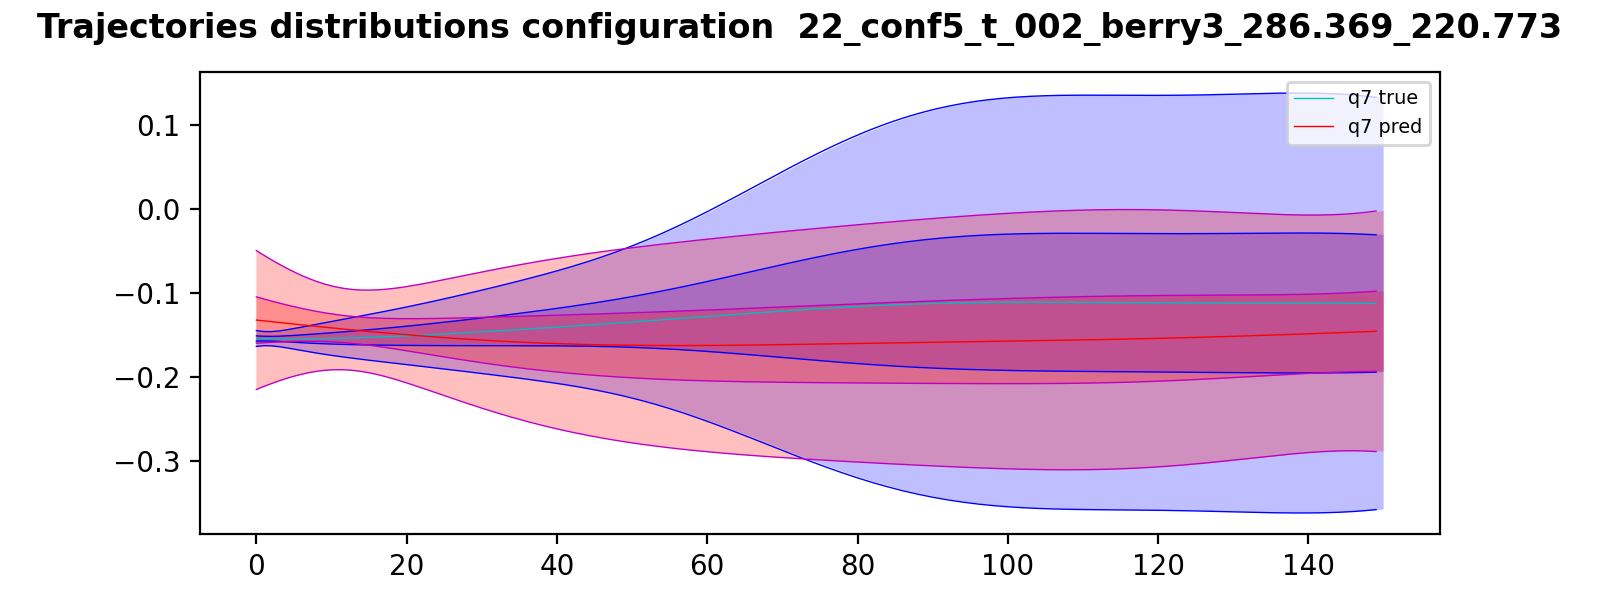 Trajectories distributions configuration  22_conf5_t_002_berry3_286.369_220.773
q7 true
q7 pred
0.1
0.0
−0.1
−0.2
−0.3
0 20 40 60 80 100 120 140